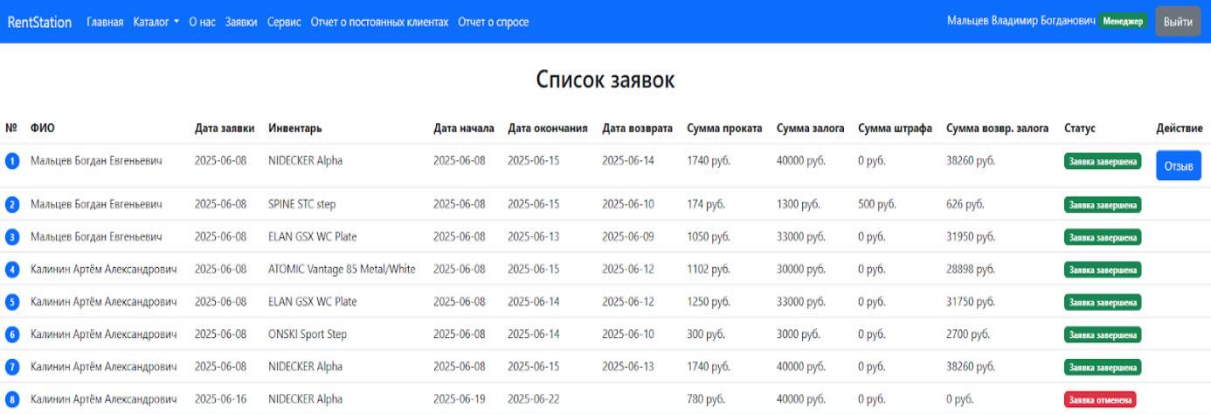 RentStation Главная Каталог О нас Заявки Сервис Отчет о постоянных клиентах Отчет о спросе Мальцев Владимир Богданович Менеджер Выйти
Список заявок
№ ФИО Дата заявки Инвентарь Дата начала Дата окончания Дата возврата Сумма проката Сумма залога Сумма штрафа Сумма возвр. залога Статус Действие
1 Мальцев Богдан Евгеньевич 2025-06-08 NIDECKER Alpha 2025-06-08 2025-06-15 2025-06-14 1740 руб. 40000 руб. 0 руб. 38260 руб. Заявка завершена Отзыв
2 Мальцев Богдан Евгеньевич 2025-06-08 SPINE STC step 2025-06-08 2025-06-15 2025-06-10 174 руб. 1300 руб. 500 руб. 626 руб. Заявка завершена
3 Мальцев Богдан Евгеньевич 2025-06-08 ELAN GSX WC Plate 2025-06-08 2025-06-13 2025-06-09 1050 руб. 33000 руб. 0 руб. 31950 руб. Заявка завершена
4 Калинин Артём Александрович 2025-06-08 ATOMIC Vantage 85 Metal/White 2025-06-08 2025-06-15 2025-06-12 1102 руб. 30000 руб. 0 руб. 28898 руб. Заявка завершена
5 Калинин Артём Александрович 2025-06-08 ELAN GSX WC Plate 2025-06-08 2025-06-14 2025-06-12 1250 руб. 33000 руб. 0 руб. 31750 руб. Заявка завершена
6 Калинин Артём Александрович 2025-06-08 ONSKI Sport Step 2025-06-08 2025-06-14 2025-06-10 300 руб. 3000 руб. 0 руб. 2700 руб. Заявка завершена
7 Калинин Артём Александрович 2025-06-08 NIDECKER Alpha 2025-06-08 2025-06-15 2025-06-13 1740 руб. 40000 руб. 0 руб. 38260 руб. Заявка завершена
8 Калинин Артём Александрович 2025-06-16 NIDECKER Alpha 2025-06-19 2025-06-22 780 руб. 40000 руб. 0 руб. 0 руб. Заявка отменена